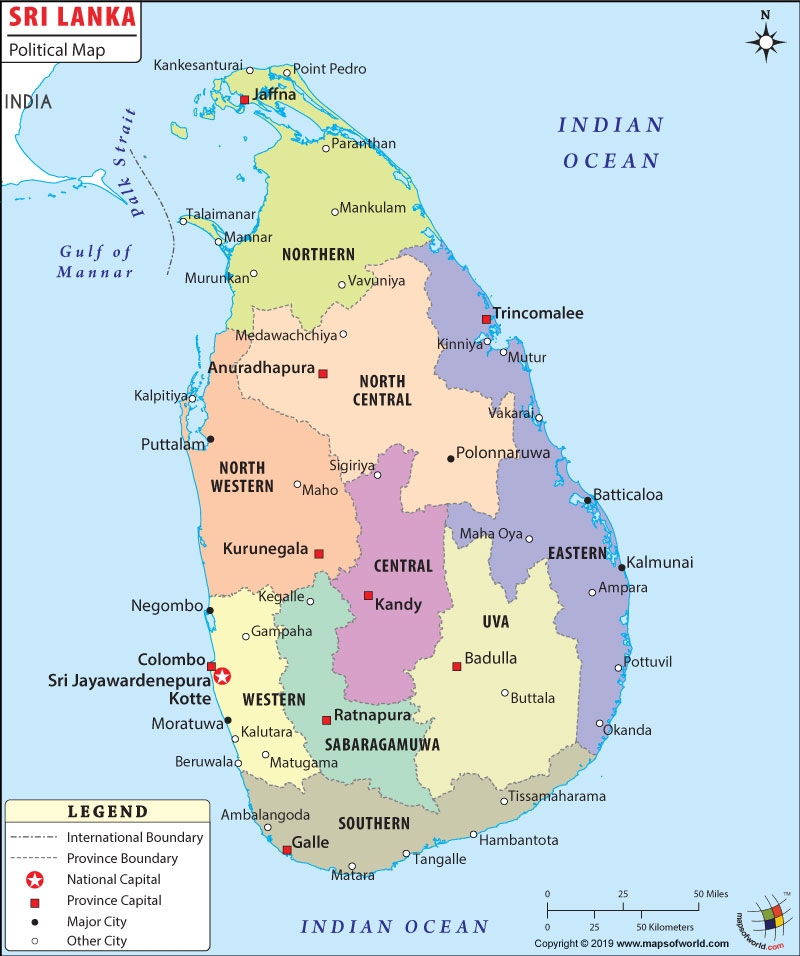 SRI LANKA
Political Map
N
INDIA
Palk Strait
Gulf of
Mannar
INDIAN
OCEAN
Kankesanturai
Point Pedro
Jaffna
Paranthan
Mankulam
Talaimanar
Mannar
NORTHERN
Murunkan
Vavuniya
Trincomalee
Medawachchiya
Kinniya
Mutur
Anuradhapura
NORTH
CENTRAL
Kalpitiya
Vakarai
Puttalam
Polonnaruwa
Sigiriya
NORTH
WESTERN
Maho
Batticaloa
Maha Oya
Kurunegala
EASTERN
CENTRAL
Kalmunai
Ampara
Kegalle
Kandy
Negombo
UVA
Gampaha
Colombo
Sri Jayawardenepura
Kotte
Badulla
Pottuvil
WESTERN
Buttala
Ratnapura
Moratuwa
Kalutara
SABARAGAMUWA
Okanda
Beruwala
Matugama
Tissamaharama
Ambalangoda
SOUTHERN
Galle
Hambantota
Tangalle
Matara
INDIAN OCEAN
LEGEND
International Boundary
Province Boundary
National Capital
Province Capital
Major City
Other City
0 25 50 Miles
0 25 50 Kilometers
Copyright © 2019 www.mapsofworld.com
mapsofworld.com
TM